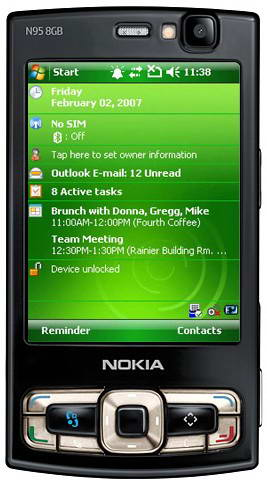 N95 8GB
Start 11:38
Friday
February 02, 2007
No SIM
: Off
Tap here to set owner information
Outlook E-mail: 12 Unread
8 Active tasks
Brunch with Donna, Gregg, Mike
11:00AM-12:00PM (Fourth Coffee)
Team Meeting
12:30PM-1:30PM (Rainier Building Rm. ...
Device unlocked
Reminder Contacts
NOKIA